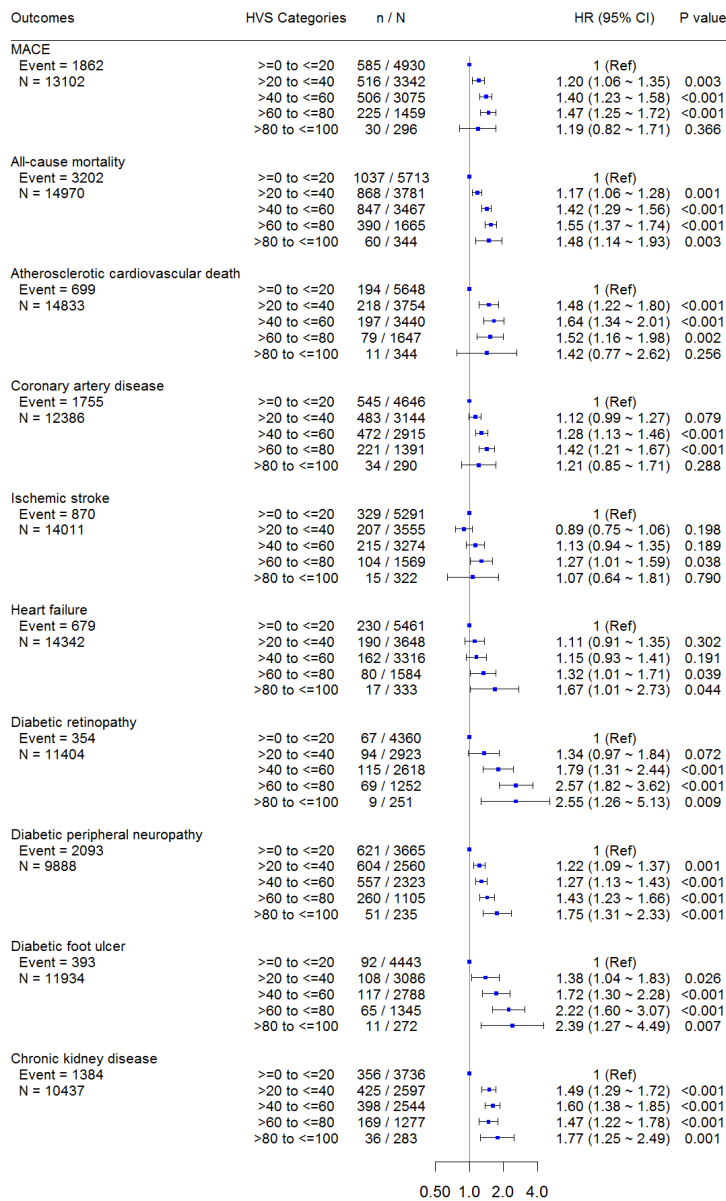 Outcomes HVS Categories n / N HR (95% CI) P value
MACE
Event = 1862 >=0 to <=20 585 / 4930 1 (Ref)
N = 13102 >20 to <=40 516 / 3342 1.20 (1.06 ~ 1.35) 0.003
>40 to <=60 506 / 3075 1.40 (1.23 ~ 1.58) <0.001
>60 to <=80 225 / 1459 1.47 (1.25 ~ 1.72) <0.001
>80 to <=100 30 / 296 1.19 (0.82 ~ 1.71) 0.366
All-cause mortality
Event = 3202 >=0 to <=20 1037 / 5713 1 (Ref)
N = 14970 >20 to <=40 868 / 3781 1.17 (1.06 ~ 1.28) 0.001
>40 to <=60 847 / 3467 1.42 (1.29 ~ 1.56) <0.001
>60 to <=80 390 / 1665 1.55 (1.37 ~ 1.74) <0.001
>80 to <=100 60 / 344 1.48 (1.14 ~ 1.93) 0.003
Atherosclerotic cardiovascular death
Event = 699 >=0 to <=20 194 / 5648 1 (Ref)
N = 14833 >20 to <=40 218 / 3754 1.48 (1.22 ~ 1.80) <0.001
>40 to <=60 197 / 3440 1.64 (1.34 ~ 2.01) <0.001
>60 to <=80 79 / 1647 1.52 (1.16 ~ 1.98) 0.002
>80 to <=100 11 / 344 1.42 (0.77 ~ 2.62) 0.256
Coronary artery disease
Event = 1755 >=0 to <=20 545 / 4646 1 (Ref)
N = 12386 >20 to <=40 483 / 3144 1.12 (0.99 ~ 1.27) 0.079
>40 to <=60 472 / 2915 1.28 (1.13 ~ 1.46) <0.001
>60 to <=80 221 / 1391 1.42 (1.21 ~ 1.67) <0.001
>80 to <=100 34 / 290 1.21 (0.85 ~ 1.71) 0.288
Ischemic stroke
Event = 870 >=0 to <=20 329 / 5291 1 (Ref)
N = 14011 >20 to <=40 207 / 3555 0.89 (0.75 ~ 1.06) 0.198
>40 to <=60 215 / 3274 1.13 (0.94 ~ 1.35) 0.189
>60 to <=80 104 / 1569 1.27 (1.01 ~ 1.59) 0.038
>80 to <=100 15 / 322 1.07 (0.64 ~ 1.81) 0.790
Heart failure
Event = 679 >=0 to <=20 230 / 5461 1 (Ref)
N = 14342 >20 to <=40 190 / 3648 1.11 (0.91 ~ 1.35) 0.302
>40 to <=60 162 / 3316 1.15 (0.93 ~ 1.41) 0.191
>60 to <=80 80 / 1584 1.32 (1.01 ~ 1.71) 0.039
>80 to <=100 17 / 333 1.67 (1.01 ~ 2.73) 0.044
Diabetic retinopathy
Event = 354 >=0 to <=20 67 / 4360 1 (Ref)
N = 11404 >20 to <=40 94 / 2923 1.34 (0.97 ~ 1.84) 0.072
>40 to <=60 115 / 2618 1.79 (1.31 ~ 2.44) <0.001
>60 to <=80 69 / 1252 2.57 (1.82 ~ 3.62) <0.001
>80 to <=100 9 / 251 2.55 (1.26 ~ 5.13) 0.009
Diabetic peripheral neuropathy
Event = 2093 >=0 to <=20 621 / 3665 1 (Ref)
N = 9888 >20 to <=40 604 / 2560 1.22 (1.09 ~ 1.37) 0.001
>40 to <=60 557 / 2323 1.27 (1.13 ~ 1.43) <0.001
>60 to <=80 260 / 1105 1.43 (1.23 ~ 1.66) <0.001
>80 to <=100 51 / 235 1.75 (1.31 ~ 2.33) <0.001
Diabetic foot ulcer
Event = 393 >=0 to <=20 92 / 4443 1 (Ref)
N = 11934 >20 to <=40 108 / 3086 1.38 (1.04 ~ 1.83) 0.026
>40 to <=60 117 / 2788 1.72 (1.30 ~ 2.28) <0.001
>60 to <=80 65 / 1345 2.22 (1.60 ~ 3.07) <0.001
>80 to <=100 11 / 272 2.39 (1.27 ~ 4.49) 0.007
Chronic kidney disease
Event = 1384 >=0 to <=20 356 / 3736 1 (Ref)
N = 10437 >20 to <=40 425 / 2597 1.49 (1.29 ~ 1.72) <0.001
>40 to <=60 398 / 2544 1.60 (1.38 ~ 1.85) <0.001
>60 to <=80 169 / 1277 1.47 (1.22 ~ 1.78) <0.001
>80 to <=100 36 / 283 1.77 (1.25 ~ 2.49) 0.001
0.50 1.0 2.0 4.0